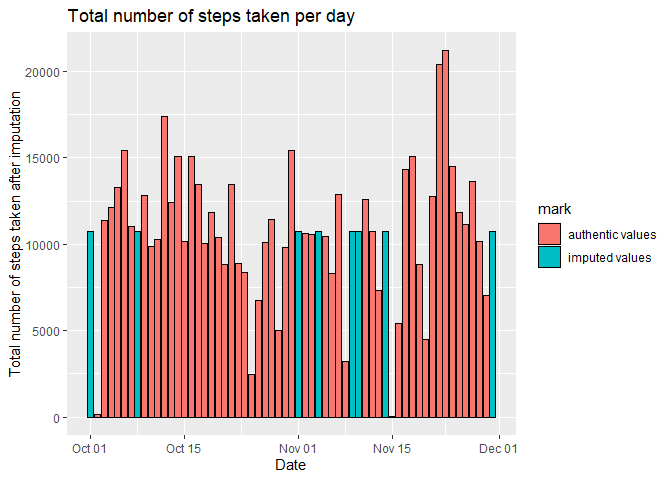 Total number of steps taken per day
Total number of steps taken after imputation
20000
15000
10000
5000
0
Oct 01
Oct 15
Nov 01
Nov 15
Dec 01
Date
mark
authentic values
imputed values